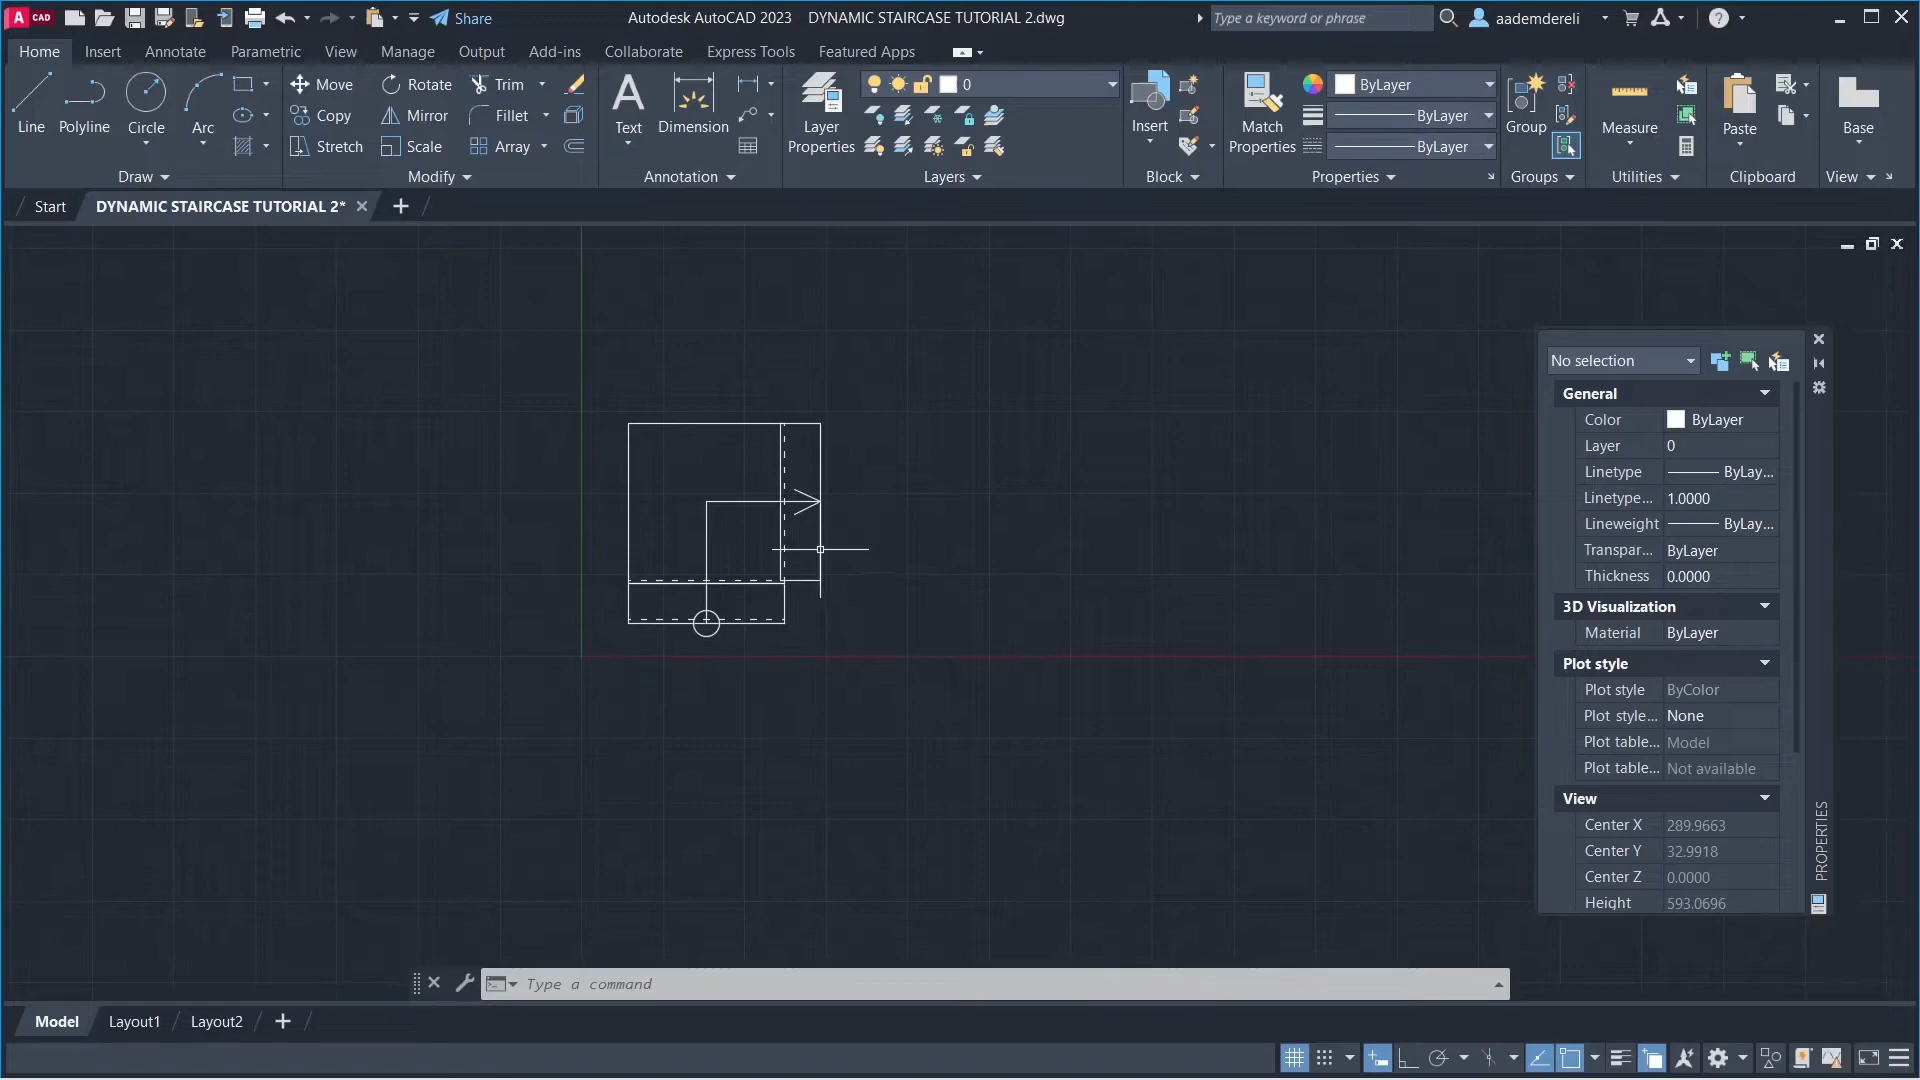 A CAD
Share
Autodesk AutoCAD 2023 DYNAMIC STAIRCASE TUTORIAL 2.dwg
Type a keyword or phrase
aademdereli
Home Insert Annotate Parametric View Manage Output Add-ins Collaborate Express Tools Featured Apps
Line
Polyline
Circle
Arc
Draw
Move
Rotate
Trim
Copy
Mirror
Fillet
Stretch
Scale
Array
Modify
Text
Dimension
Annotation
Layer Properties
0
Layers
Insert
Block
Match Properties
ByLayer
ByLayer
ByLayer
Properties
Group
Groups
Measure
Utilities
Paste
Clipboard
Base
View
Start
DYNAMIC STAIRCASE TUTORIAL 2*
No selection
General
Color ByLayer
Layer 0
Linetype ByLay...
Linetype... 1.0000
Lineweight ByLay...
Transpar... ByLayer
Thickness 0.0000
3D Visualization
Material ByLayer
Plot style
Plot style ByColor
Plot style... None
Plot table... Model
Plot table... Not available
View
Center X 289.9663
Center Y 32.9918
Center Z 0.0000
Height 593.0696
PROPERTIES
Type a command
Model Layout1 Layout2